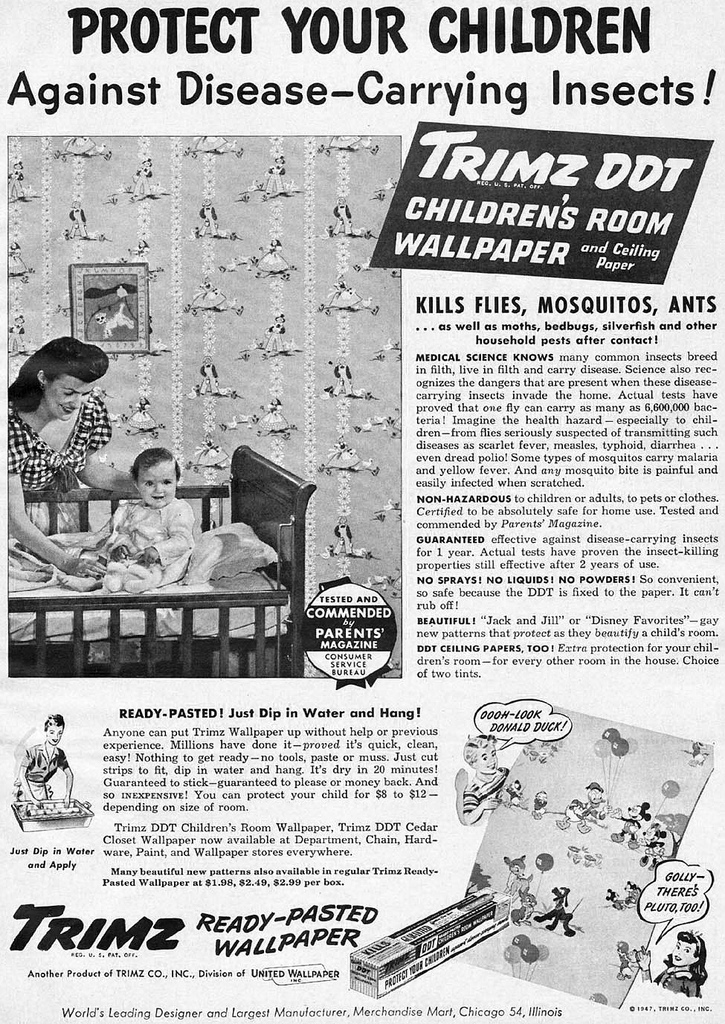 PROTECT YOUR CHILDREN
Against Disease–Carrying Insects!
TRIMZ DDT
REG. U. S. PAT. OFF.
CHILDREN'S ROOM
WALLPAPER and Ceiling Paper
KILLS FLIES, MOSQUITOS, ANTS
. . . as well as moths, bedbugs, silverfish and other
household pests after contact!
MEDICAL SCIENCE KNOWS many common insects breed
in filth, live in filth and carry disease. Science also rec-
ognizes the dangers that are present when these disease-
carrying insects invade the home. Actual tests have
proved that one fly can carry as many as 6,600,000 bac-
teria! Imagine the health hazard—especially to chil-
dren—from flies seriously suspected of transmitting such
diseases as scarlet fever, measles, typhoid, diarrhea . . .
even dread polio! Some types of mosquitos carry malaria
and yellow fever. And any mosquito bite is painful and
easily infected when scratched.
NON-HAZARDOUS to children or adults, to pets or clothes.
Certified to be absolutely safe for home use. Tested and
commended by Parents' Magazine.
GUARANTEED effective against disease-carrying insects
for 1 year. Actual tests have proven the insect-killing
properties still effective after 2 years of use.
NO SPRAYS! NO LIQUIDS! NO POWDERS! So convenient,
so safe because the DDT is fixed to the paper. It can't
rub off!
BEAUTIFUL! "Jack and Jill" or "Disney Favorites"—gay
new patterns that protect as they beautify a child's room.
DDT CEILING PAPERS, TOO! Extra protection for your chil-
dren's room—for every other room in the house. Choice
of two tints.
TESTED AND
COMMENDED
by
PARENTS'
MAGAZINE
CONSUMER
SERVICE
BUREAU
READY-PASTED! Just Dip in Water and Hang!
Anyone can put Trimz Wallpaper up without help or previous
experience. Millions have done it—proved it's quick, clean,
easy! Nothing to get ready—no tools, paste or muss. Just cut
strips to fit, dip in water and hang. It's dry in 20 minutes!
Guaranteed to stick—guaranteed to please or money back. And
SO INEXPENSIVE! You can protect your child for $8 to $12—
depending on size of room.
Trimz DDT Children's Room Wallpaper, Trimz DDT Cedar
Closet Wallpaper now available at Department, Chain, Hard-
ware, Paint, and Wallpaper stores everywhere.
Many beautiful new patterns also available in regular Trimz Ready-
Pasted Wallpaper at $1.98, $2.49, $2.99 per box.
Just Dip in Water
and Apply
OOOH-LOOK
DONALD DUCK!
GOLLY—
THERE'S
PLUTO, TOO!
TRIMZ READY-PASTED
WALLPAPER
REG. U. S. PAT. OFF.
Another Product of TRIMZ CO., INC., Division of UNITED WALLPAPER
INC
KILLS
DDT
PROTECT YOUR CHILDREN
© 1947, TRIMZ CO., INC.
World's Leading Designer and Largest Manufacturer, Merchandise Mart, Chicago 54, Illinois